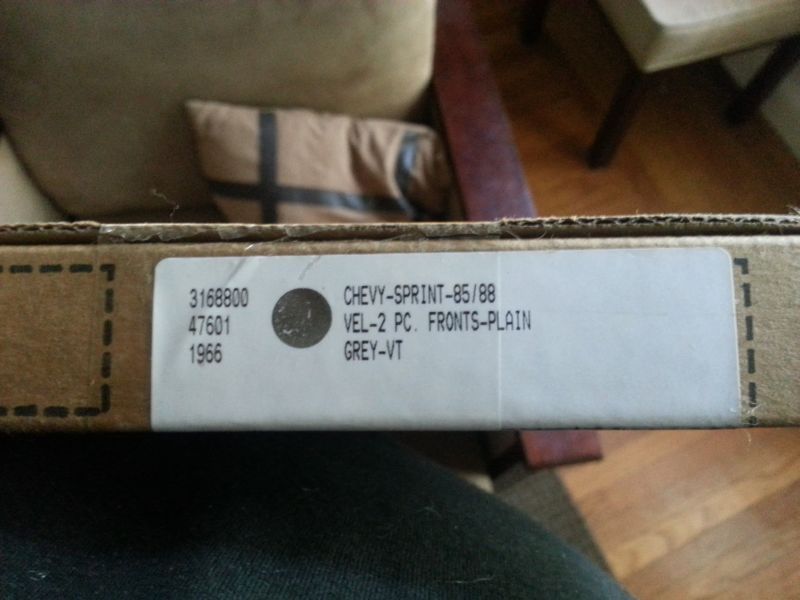 3168800 CHEVY-SPRINT-85/88
47601 VEL-2 PC. FRONTS-PLAIN
1966 GREY-VT